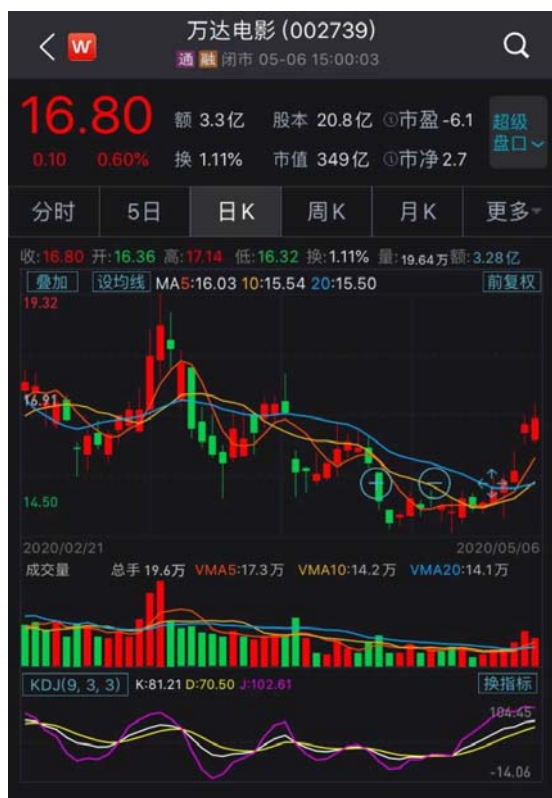 W
万达电影 (002739)
通 融 闭市 05-06 15:00:03
16.80 额 3.3亿 股本 20.8亿 ①市盈 -6.1 超级
0.10 0.60% 换 1.11% 市值 349亿 ①市净 2.7 盘口
分时 5日 日K 周K 月K 更多
收:16.80 开:16.36 高:17.14 低:16.32 换:1.11% 量:19.64万 额:3.28亿
叠加 设均线 MA5:16.03 10:15.54 20:15.50 前复权
19.32
16.91
14.50
2020/02/21 2020/05/06
成交量 总手 19.6万 VMA5:17.3万 VMA10:14.2万 VMA20:14.1万
KDJ(9, 3, 3) K:81.21 D:70.50 J:102.61 换指标
104.45
-14.06